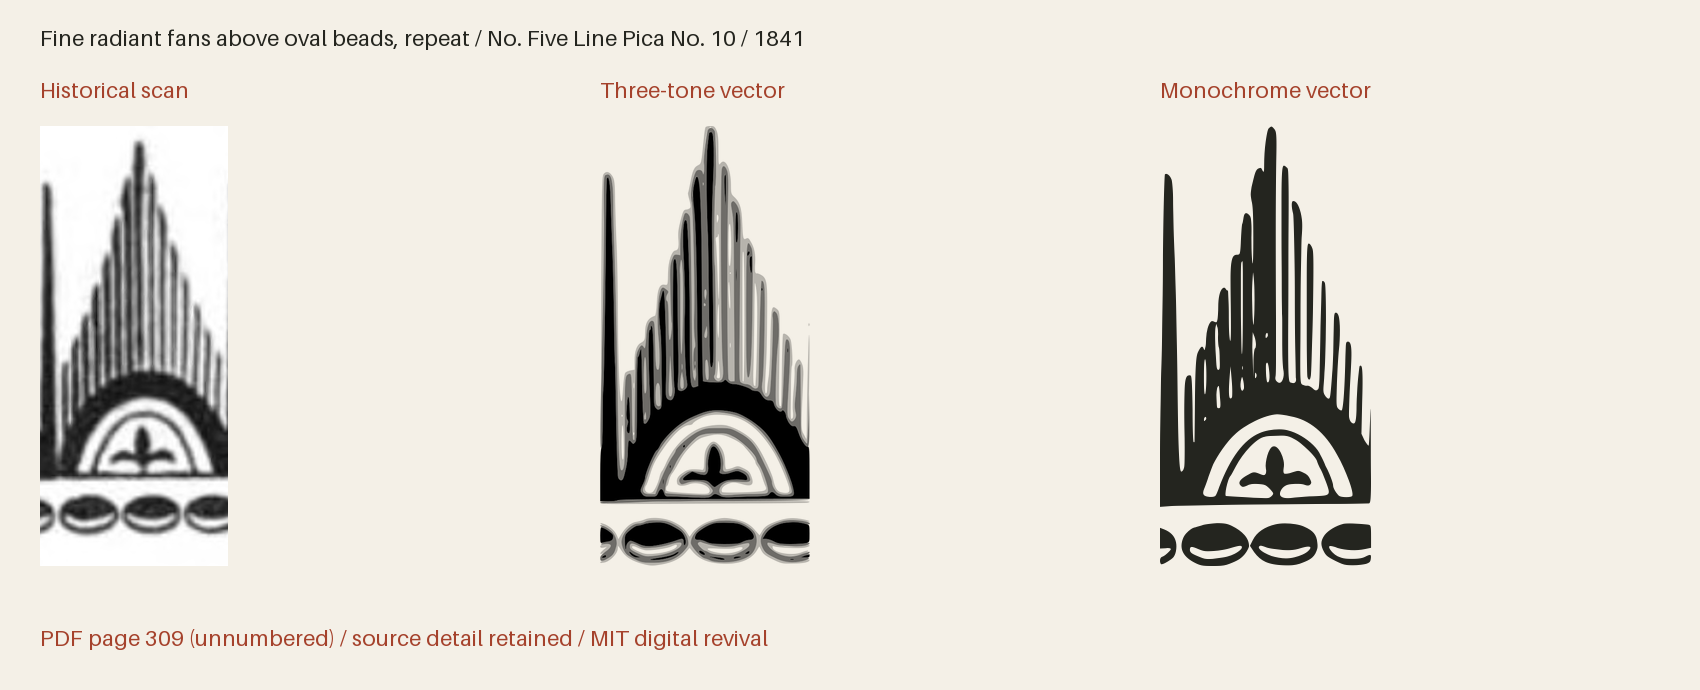 Fine radiant fans above oval beads, repeat / No. Five Line Pica No. 10 / 1841
Historical scan
Three-tone vector
Monochrome vector
PDF page 309 (unnumbered) / source detail retained / MIT digital revival